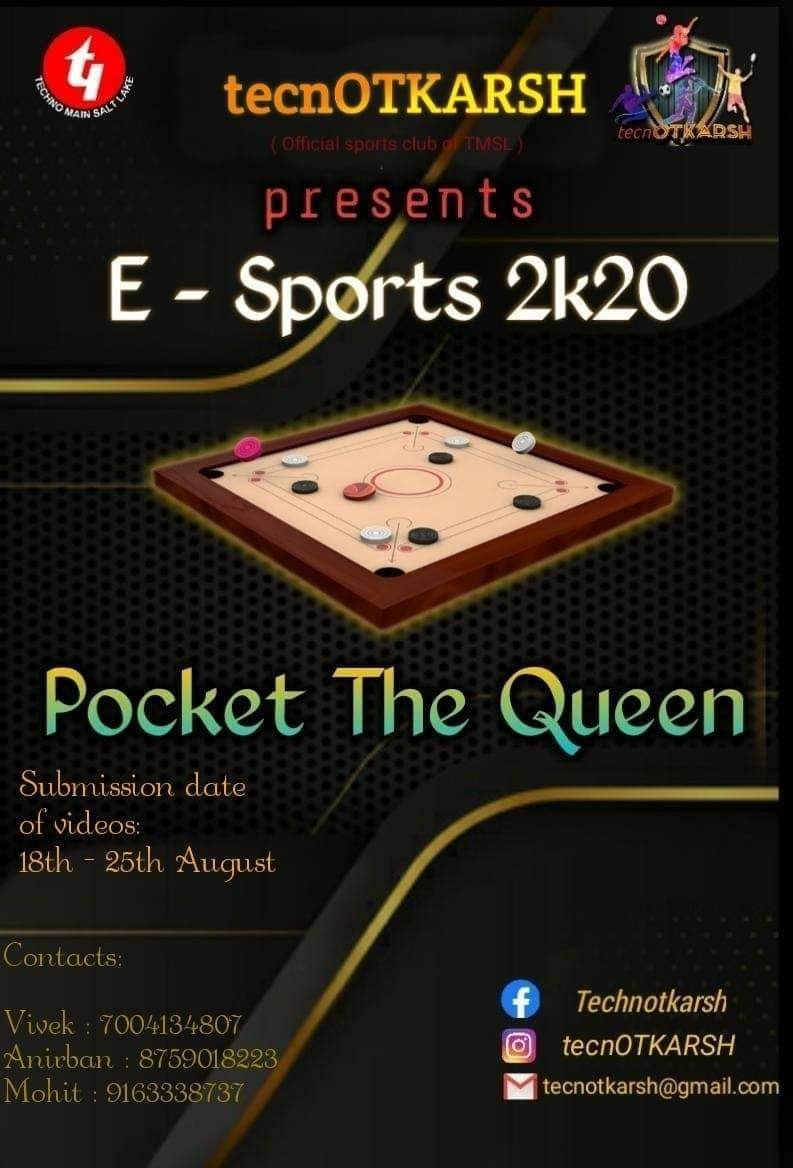 TECHNO MAIN SALT LAKE
tecnOTKARSH
tecnOTKARSH
( Official sports club of TMSL )
presents
E - Sports 2k20
Pocket The Queen
Submission date
of videos:
18th - 25th August
Contacts:
Vivek : 7004134807
Anirban : 8759018223
Mohit : 9163338737
Technotkarsh
tecnOTKARSH
tecnotkarsh@gmail.com